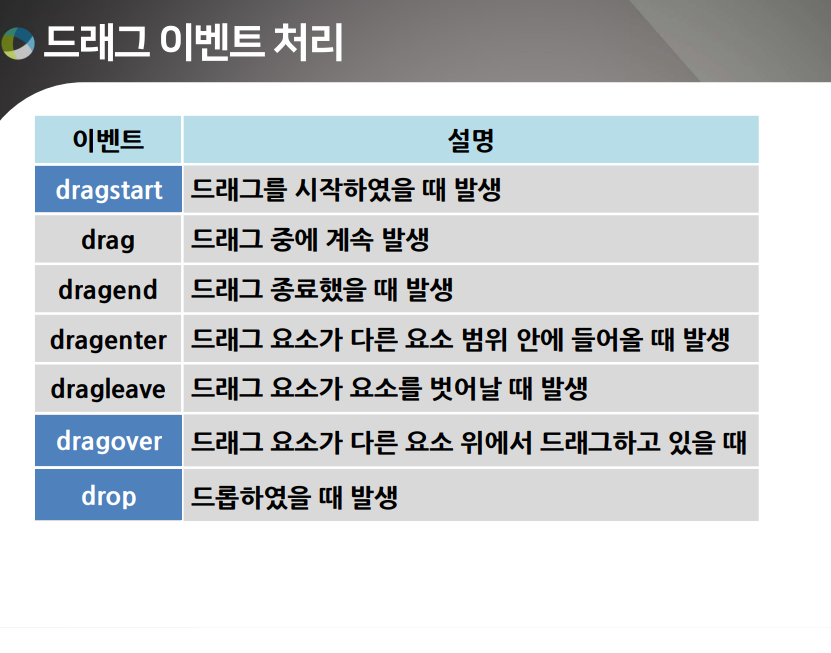 드래그 이벤트 처리
이벤트 설명
dragstart 드래그를 시작하였을 때 발생
drag 드래그 중에 계속 발생
dragend 드래그 종료했을 때 발생
dragenter 드래그 요소가 다른 요소 범위 안에 들어올 때 발생
dragleave 드래그 요소가 요소를 벗어날 때 발생
dragover 드래그 요소가 다른 요소 위에서 드래그하고 있을 때
drop 드롭하였을 때 발생